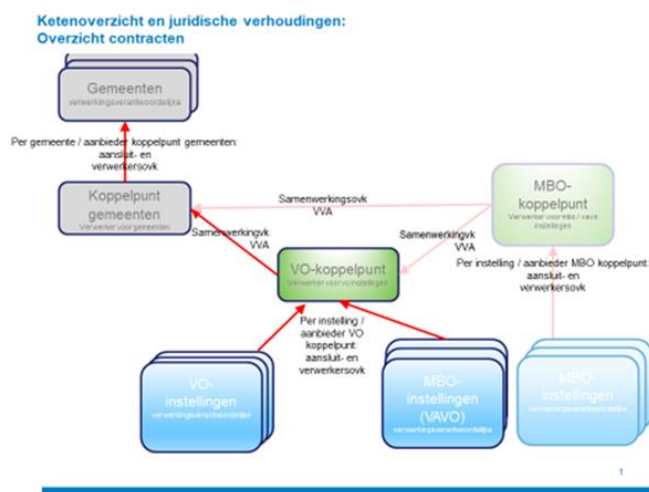 Ketenoverzicht en juridische verhoudingen:
Overzicht contracten
Gemeenten
verwerkingsverantwoordelijke
Per gemeente / aanbieder koppelpunt gemeenten:
aansluit- en
verwerkersovk
Koppelpunt
gemeenten
Verwerker voor gemeenten
Samenwerkingsovk
VVA
MBO-
koppelpunt
Verwerker voor mbo / vavo
instellingen
Samenwerkingvk
VVA
Samenwerkingvk
VVA
VO-koppelpunt
Verwerker voor vo instellingen
Per instelling / aanbieder MBO koppelpunt:
aansluit- en
verwerkersovk
Per instelling /
aanbieder VO
koppelpunt:
aansluit- en
verwerkersovk
VO-
instellingen
verwerkingsverantwoordelijke
MBO-
instellingen
(VAVO)
verwerkingsverantwoordelijke
MBO-
instellingen
verwerkingsverantwoordelijke
1